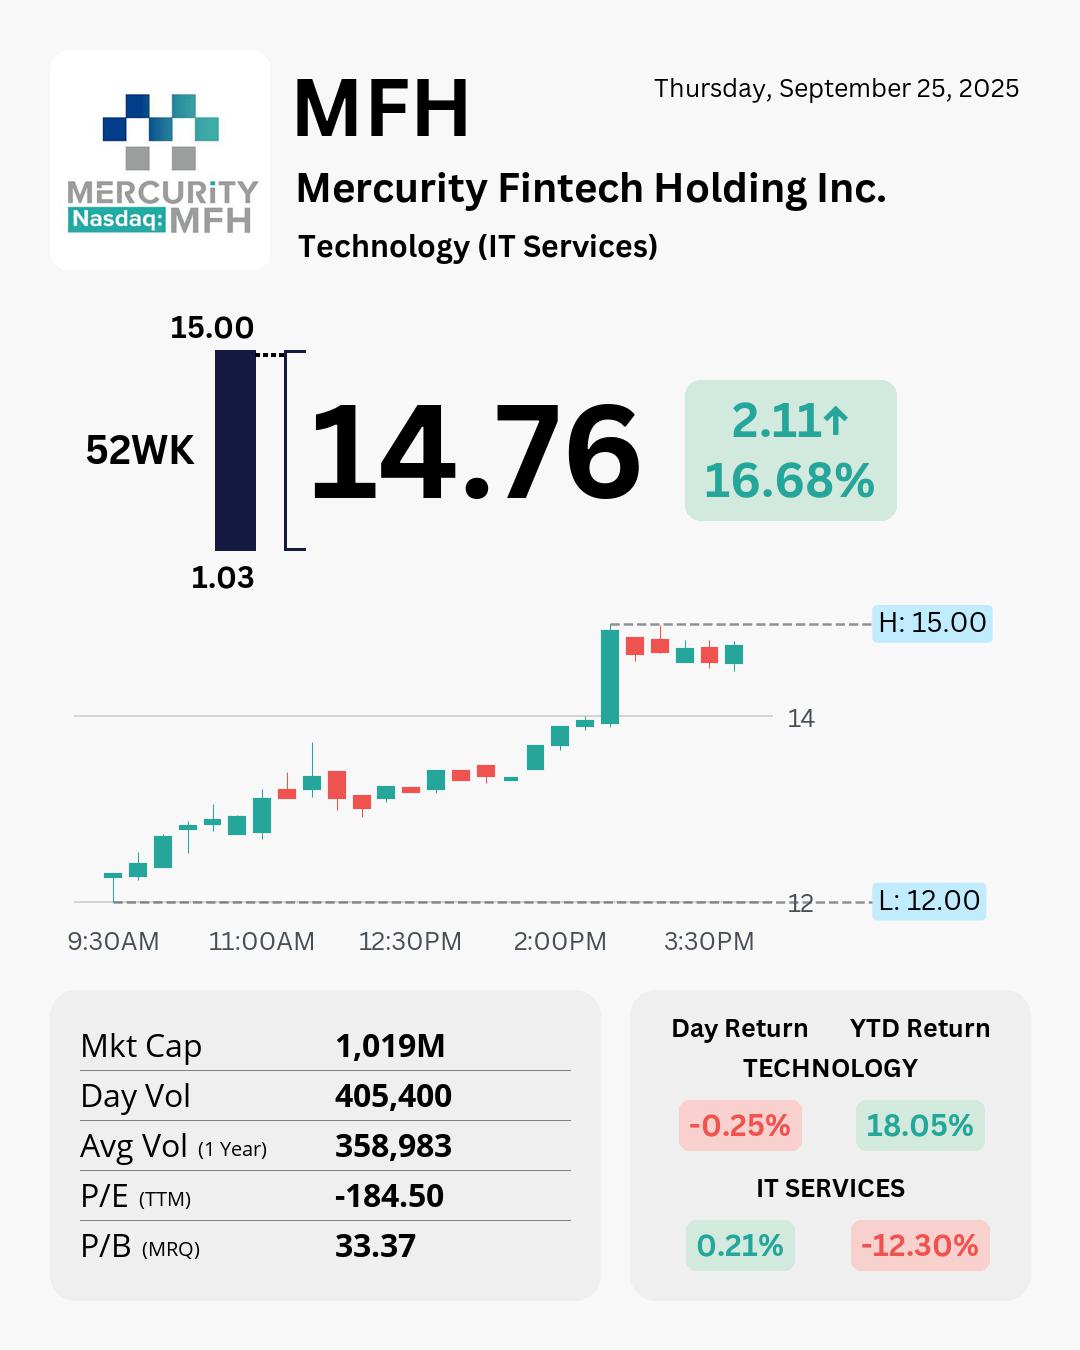 MERCURITY
Nasdaq: MFH
MFH
Thursday, September 25, 2025
Mercurity Fintech Holding Inc.
Technology (IT Services)
15.00
52WK
1.03
14.76
2.11↑
16.68%
H: 15.00
14
12
L: 12.00
9:30AM 11:00AM 12:30PM 2:00PM 3:30PM
Mkt Cap 1,019M
Day Vol 405,400
Avg Vol (1 Year) 358,983
P/E (TTM) -184.50
P/B (MRQ) 33.37
Day Return YTD Return
TECHNOLOGY
-0.25% 18.05%
IT SERVICES
0.21% -12.30%